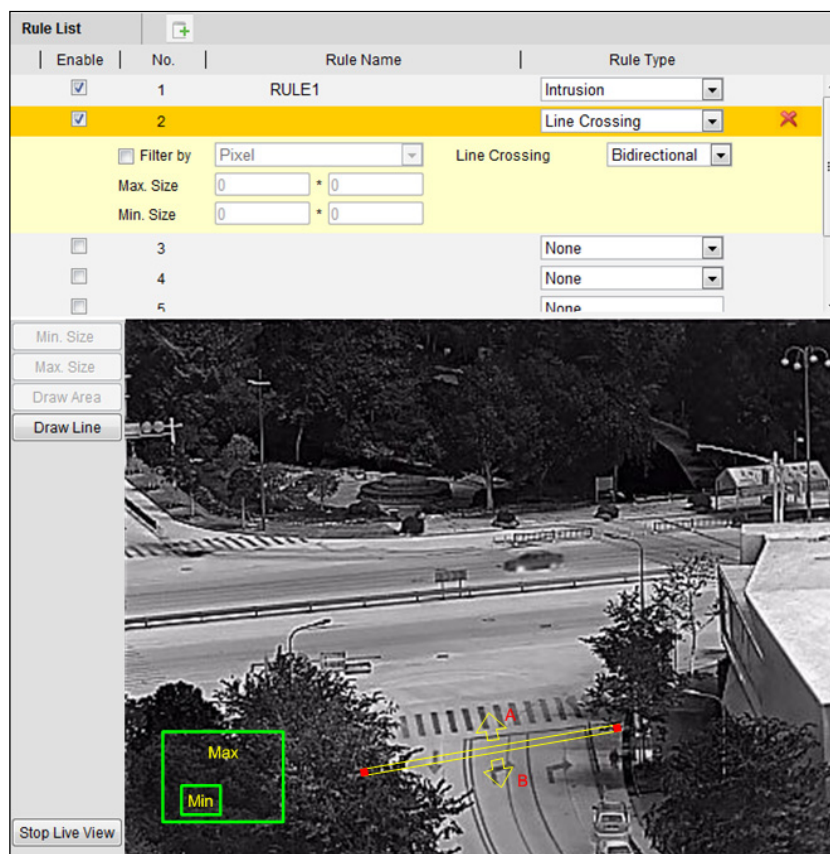 Rule List
Enable No. Rule Name Rule Type
1 RULE1 Intrusion
2 Line Crossing
Filter by Pixel Line Crossing Bidirectional
Max. Size 0 * 0
Min. Size 0 * 0
3 None
4 None
5 None
Min. Size
Max. Size
Draw Area
Draw Line
A
Max
B
Min
Stop Live View